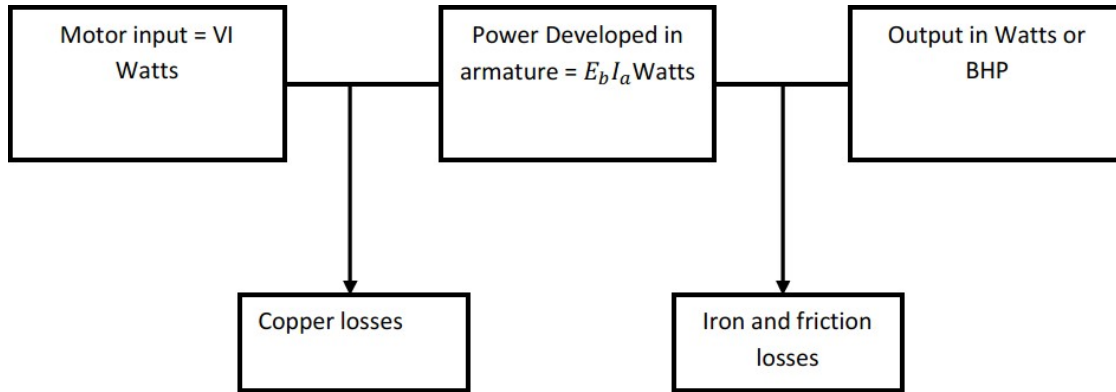 Motor input = VI
Watts
Power Developed in
armature = $E_b I_a$Watts
Output in Watts or
BHP
Copper losses
Iron and friction
losses